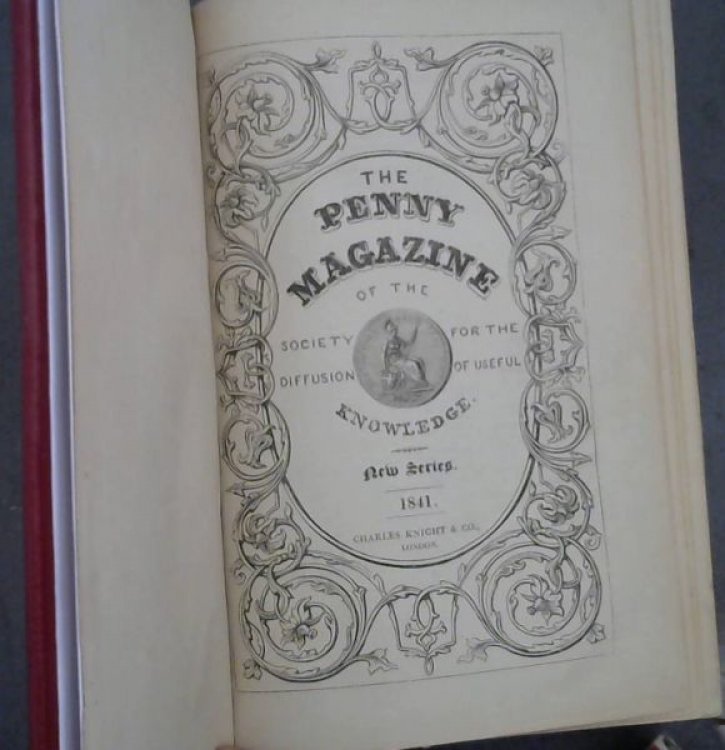 THE
PENNY
MAGAZINE
OF THE
SOCIETY FOR THE
DIFFUSION OF USEFUL
KNOWLEDGE.
New Series.
1841.
CHARLES KNIGHT & CO.,
LONDON.